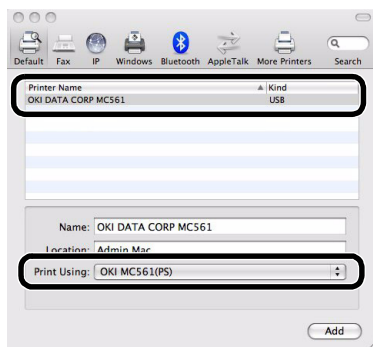 Default Fax IP Windows Bluetooth AppleTalk More Printers Search
Printer Name Kind
OKI DATA CORP MC561 USB
Name: OKI DATA CORP MC561
Location: Admin Mac
Print Using: OKI MC561(PS)
Add